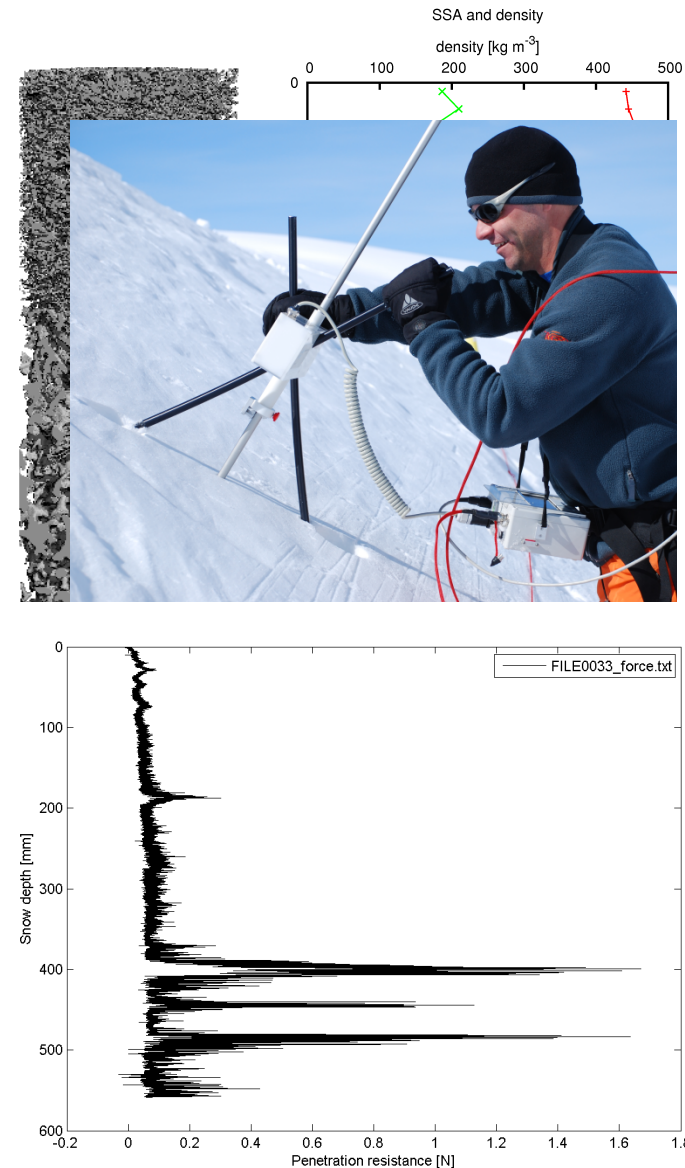 SSA and density
density [kg m-3]
0 100 200 300 400 500
0
0
100
200
300
400
500
600
FILE0033_force.txt
Snow depth [mm]
-0.2 0 0.2 0.4 0.6 0.8 1 1.2 1.4 1.6 1.8
Penetration resistance [N]